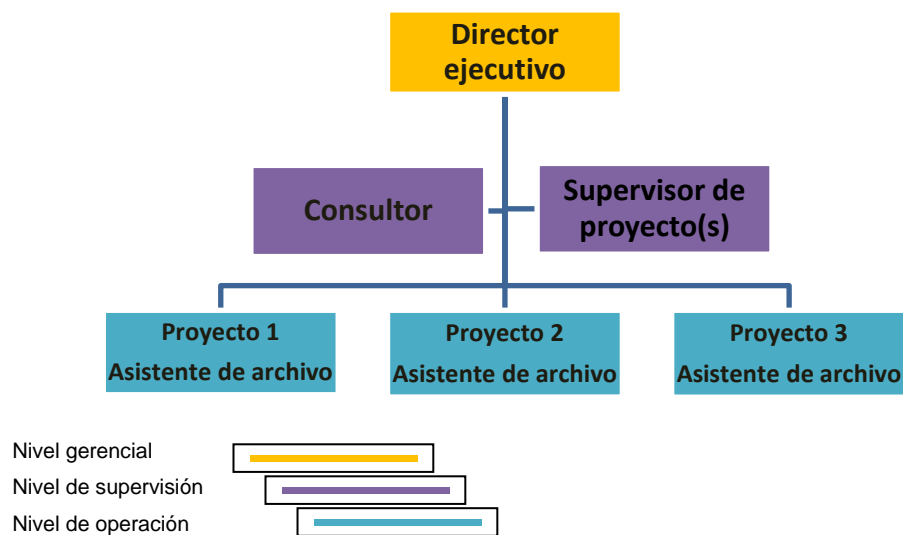 Director
ejecutivo
Consultor
Supervisor de
proyecto(s)
Proyecto 1
Asistente de archivo
Proyecto 2
Asistente de archivo
Proyecto 3
Asistente de archivo
Nivel gerencial
Nivel de supervisión
Nivel de operación